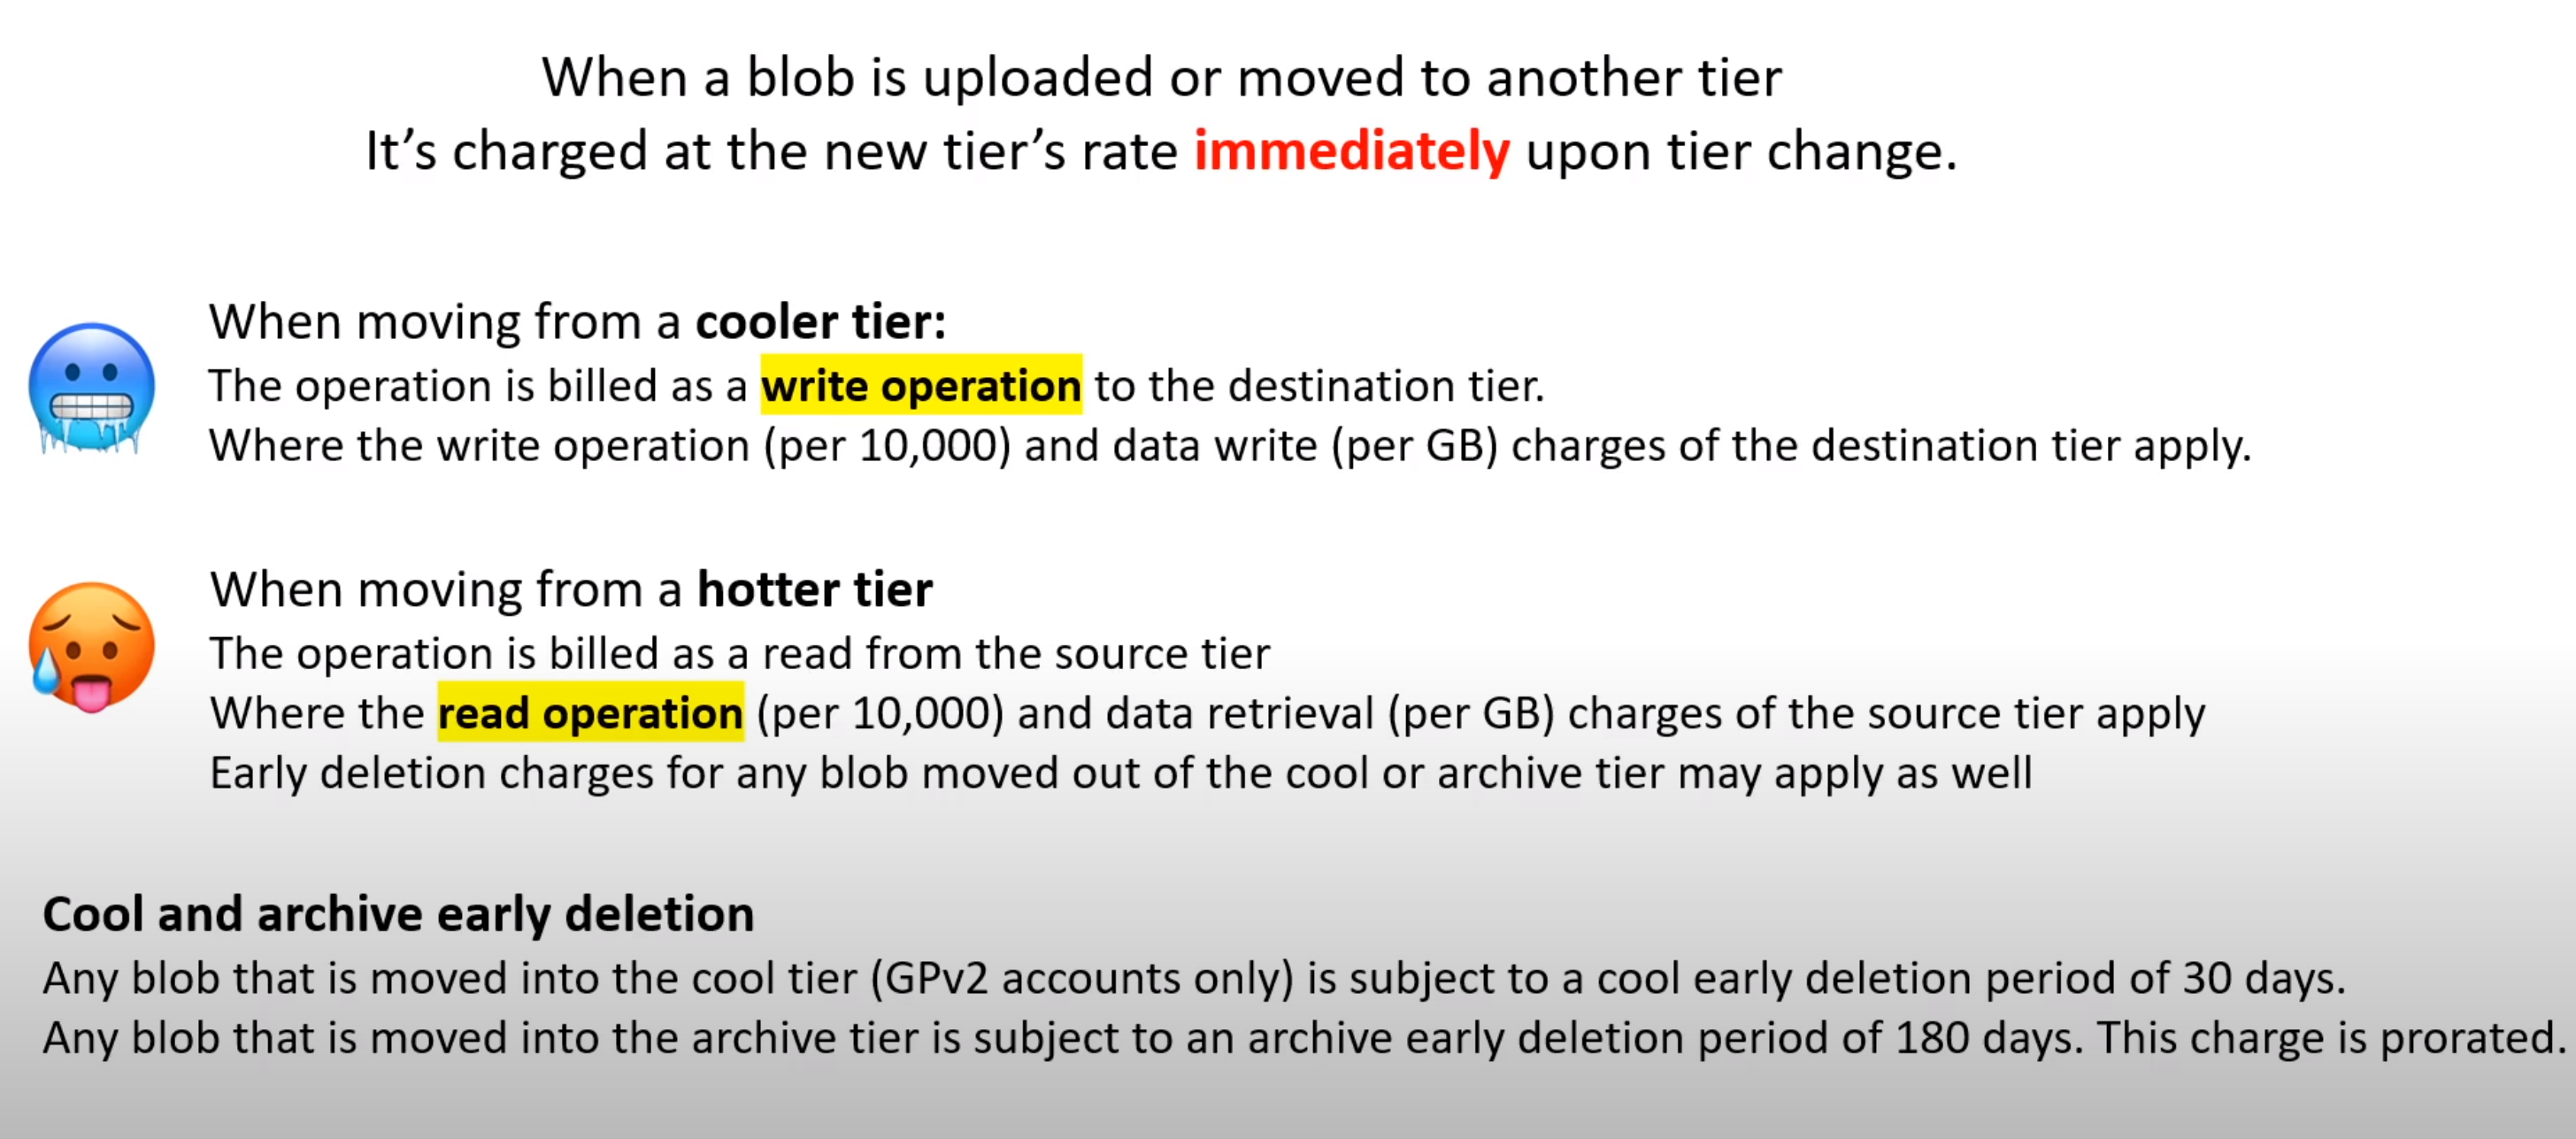 When a blob is uploaded or moved to another tier
It’s charged at the new tier’s rate immediately upon tier change.
When moving from a cooler tier:
The operation is billed as a write operation to the destination tier.
Where the write operation (per 10,000) and data write (per GB) charges of the destination tier apply.
When moving from a hotter tier
The operation is billed as a read from the source tier
Where the read operation (per 10,000) and data retrieval (per GB) charges of the source tier apply
Early deletion charges for any blob moved out of the cool or archive tier may apply as well
Cool and archive early deletion
Any blob that is moved into the cool tier (GPv2 accounts only) is subject to a cool early deletion period of 30 days.
Any blob that is moved into the archive tier is subject to an archive early deletion period of 180 days. This charge is prorated.